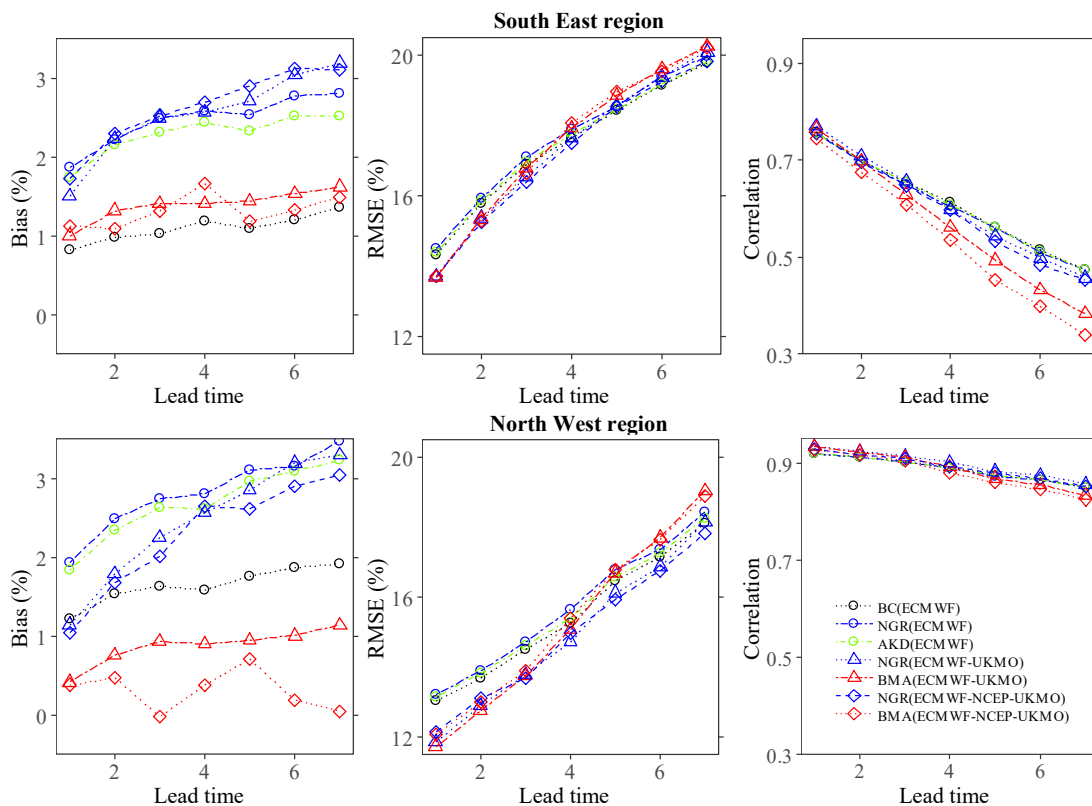 South East region
3
2
1
0
Bias (%)
2
4
6
Lead time
20
16
12
RMSE (%)
2
4
6
Lead time
0.9
0.7
0.5
0.3
Correlation
2
4
6
Lead time
North West region
3
2
1
0
Bias (%)
2
4
6
Lead time
20
16
12
RMSE (%)
2
4
6
Lead time
0.9
0.7
0.5
0.3
Correlation
BC(ECMWF)
NGR(ECMWF)
AKD(ECMWF)
NGR(ECMWF-UKMO)
BMA(ECMWF-UKMO)
NGR(ECMWF-NCEP-UKMO)
BMA(ECMWF-NCEP-UKMO)
2
4
6
Lead time